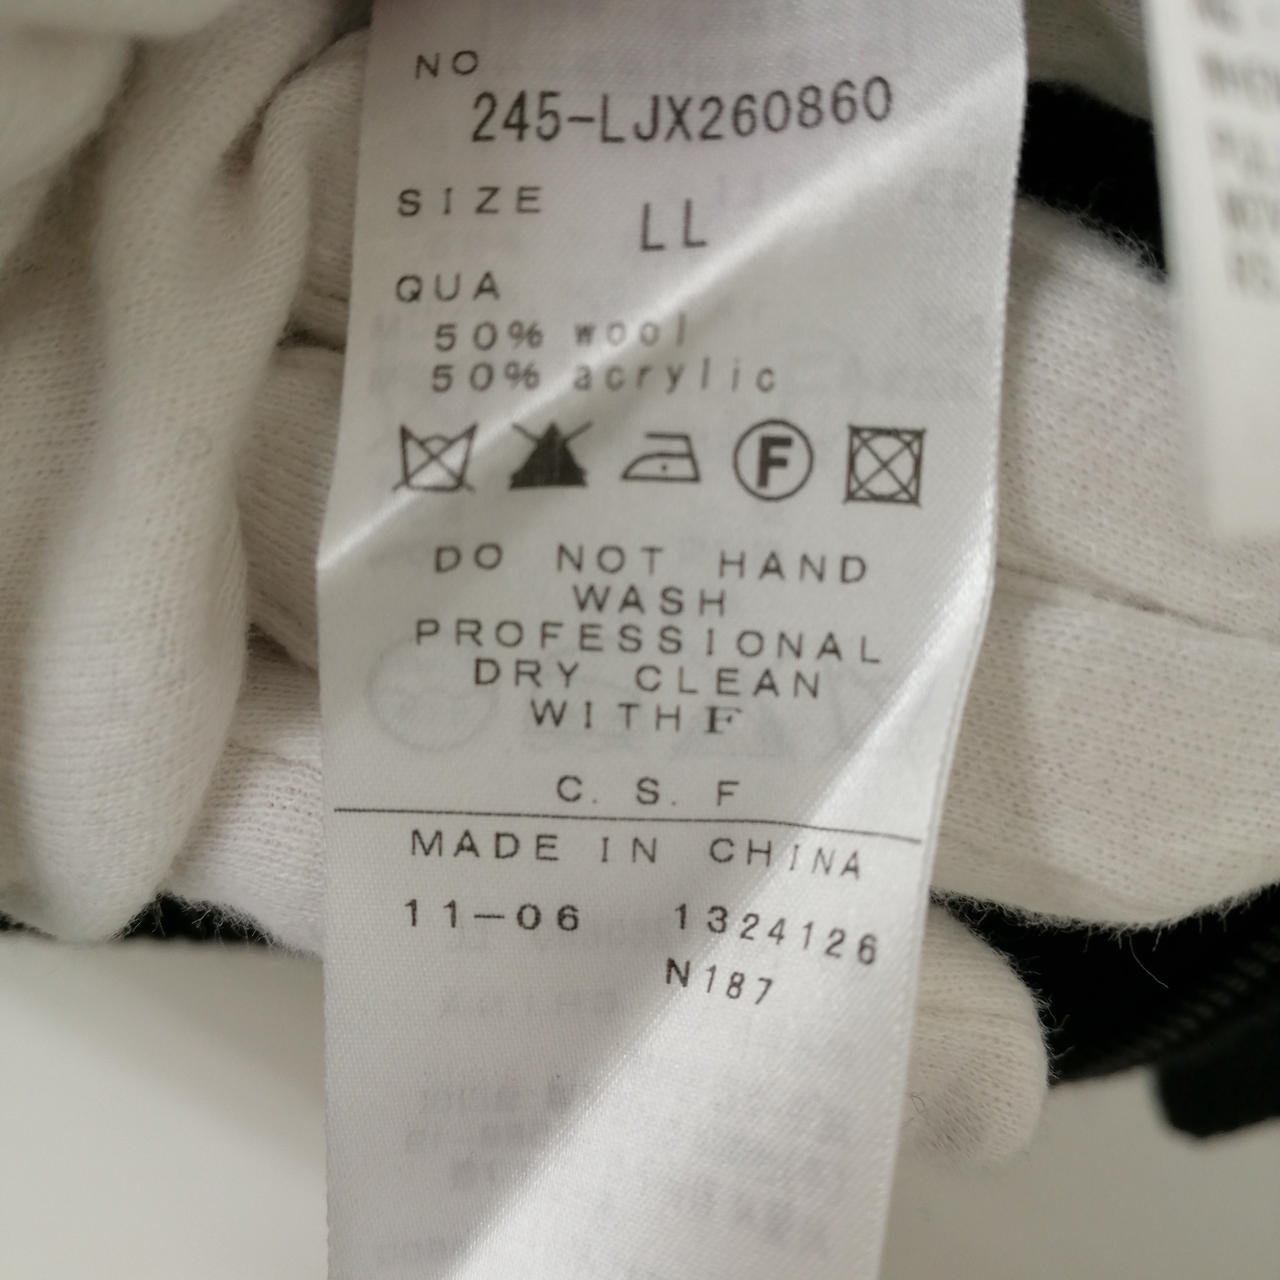 NO
245-LJX260860
SIZE LL
QUA
50% wool
50% acrylic
F
DO NOT HAND
WASH
PROFESSIONAL
DRY CLEAN
WITH F
C. S. F
MADE IN CHINA
11-06 1324126
N187